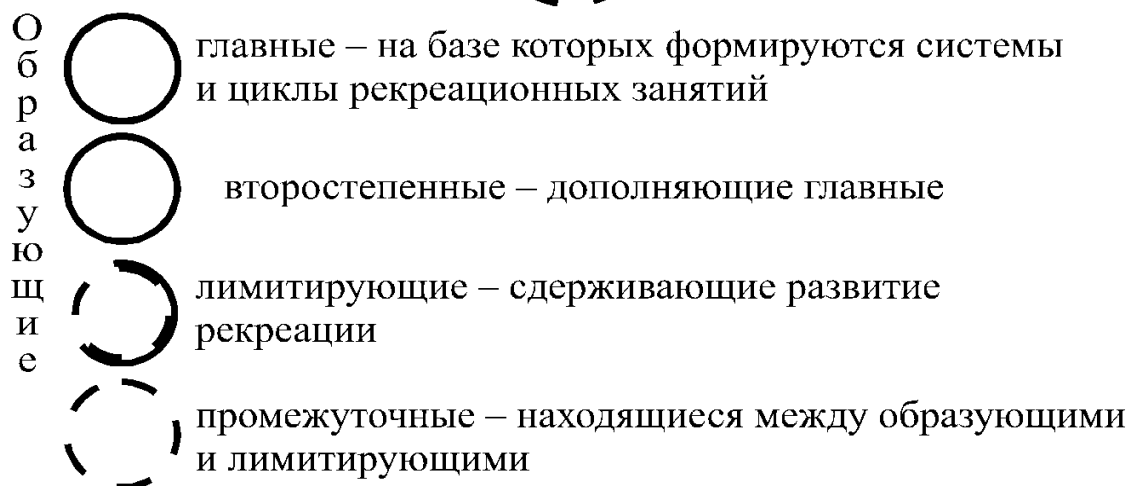 Образующие
главные – на базе которых формируются системы
и циклы рекреационных занятий
второстепенные – дополняющие главные
лимитирующие – сдерживающие развитие
рекреации
промежуточные – находящиеся между образующими
и лимитирующими